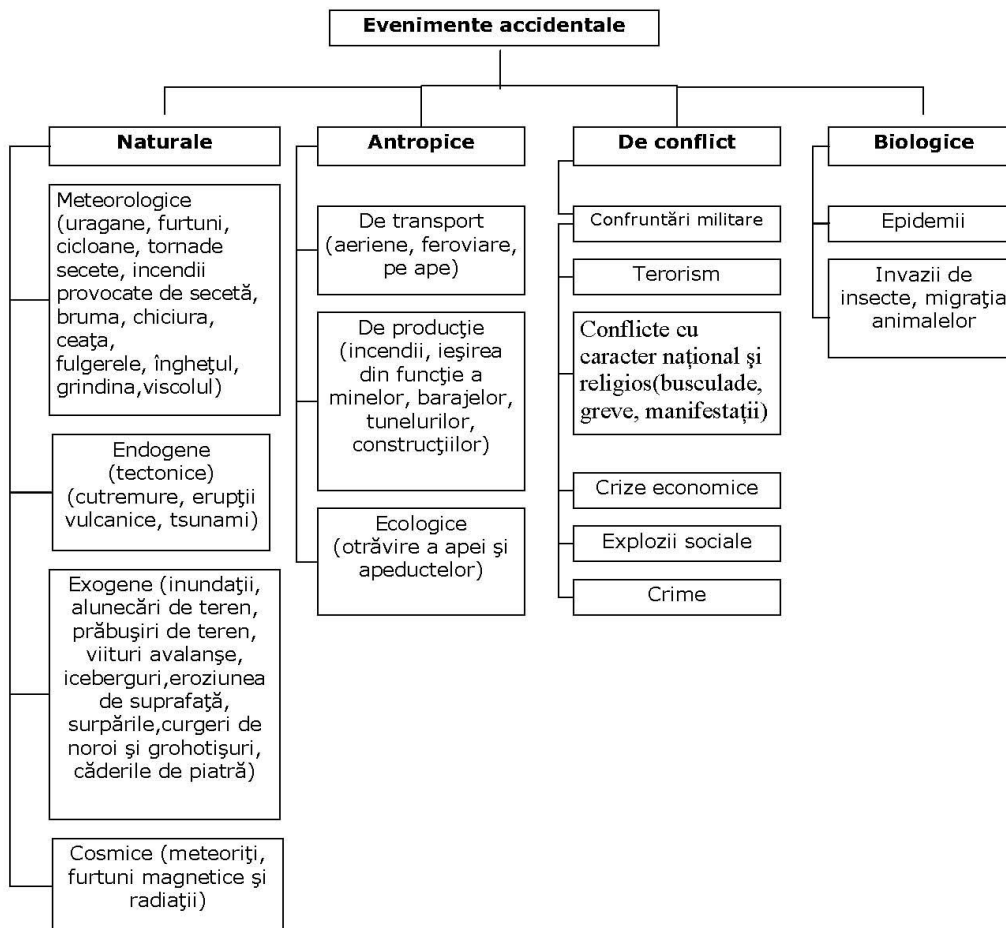 Evenimente accidentale
Naturale
Meteorologice
(uragane, furtuni,
cicloane, tornade
secete, incendii
provocate de secetă,
bruma, chiciura,
ceaţa,
fulgerele, îngheţul,
grindina,viscolul)
Endogene
(tectonice)
(cutremure, erupţii
vulcanice, tsunami)
Exogene (inundaţii,
alunecări de teren,
prăbuşiri de teren,
viituri avalanşe,
iceberguri,eroziunea
de suprafaţă,
surpările,curgeri de
noroi şi grohotişuri,
căderile de piatră)
Cosmice (meteoriţi,
furtuni magnetice şi
radiaţii)
Antropice
De transport
(aeriene, feroviare,
pe ape)
De producţie
(incendii, ieşirea
din funcţie a
minelor, barajelor,
tunelurilor,
construcţiilor)
Ecologice
(otrăvire a apei şi
apeductelor)
De conflict
Confruntări militare
Terorism
Conflicte cu
caracter naţional şi
religios(busculade,
greve, manifestaţii)
Crize economice
Explozii sociale
Crime
Biologice
Epidemii
Invazii de
insecte, migraţia
animalelor